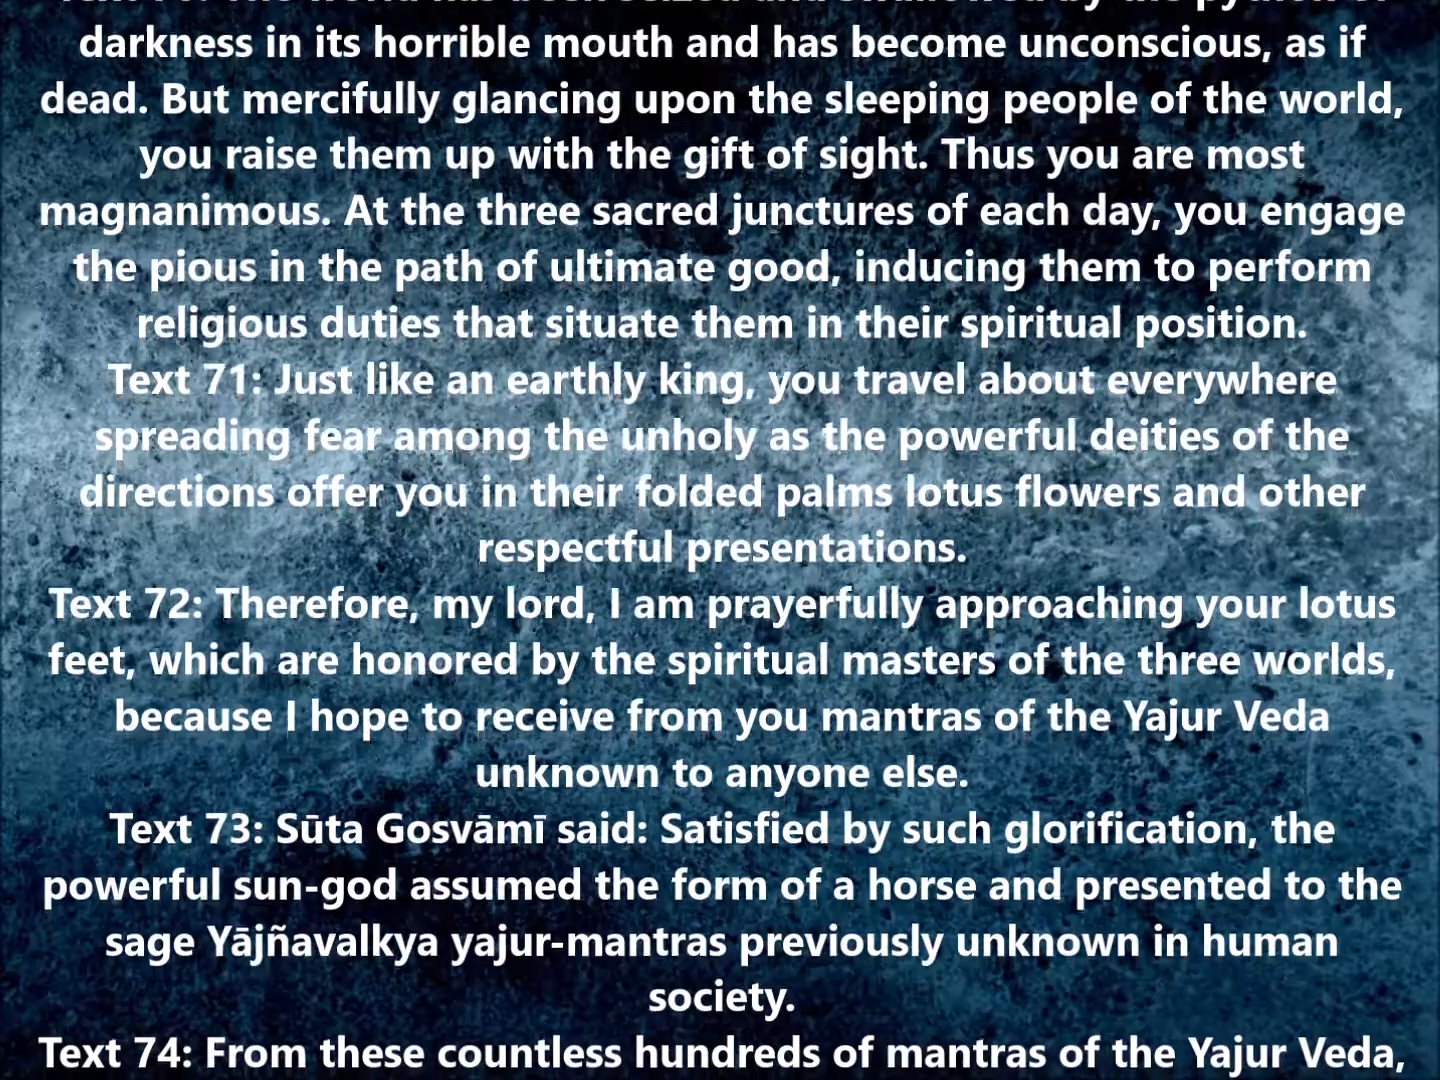 darkness in its horrible mouth and has become unconscious, as if
dead. But mercifully glancing upon the sleeping people of the world,
you raise them up with the gift of sight. Thus you are most
magnanimous. At the three sacred junctures of each day, you engage
the pious in the path of ultimate good, inducing them to perform
religious duties that situate them in their spiritual position.
Text 71: Just like an earthly king, you travel about everywhere
spreading fear among the unholy as the powerful deities of the
directions offer you in their folded palms lotus flowers and other
respectful presentations.
Text 72: Therefore, my lord, I am prayerfully approaching your lotus
feet, which are honored by the spiritual masters of the three worlds,
because I hope to receive from you mantras of the Yajur Veda
unknown to anyone else.
Text 73: Sūta Gosvāmī said: Satisfied by such glorification, the
powerful sun-god assumed the form of a horse and presented to the
sage Yājñavalkya yajur-mantras previously unknown in human
society.
Text 74: From these countless hundreds of mantras of the Yajur Veda,